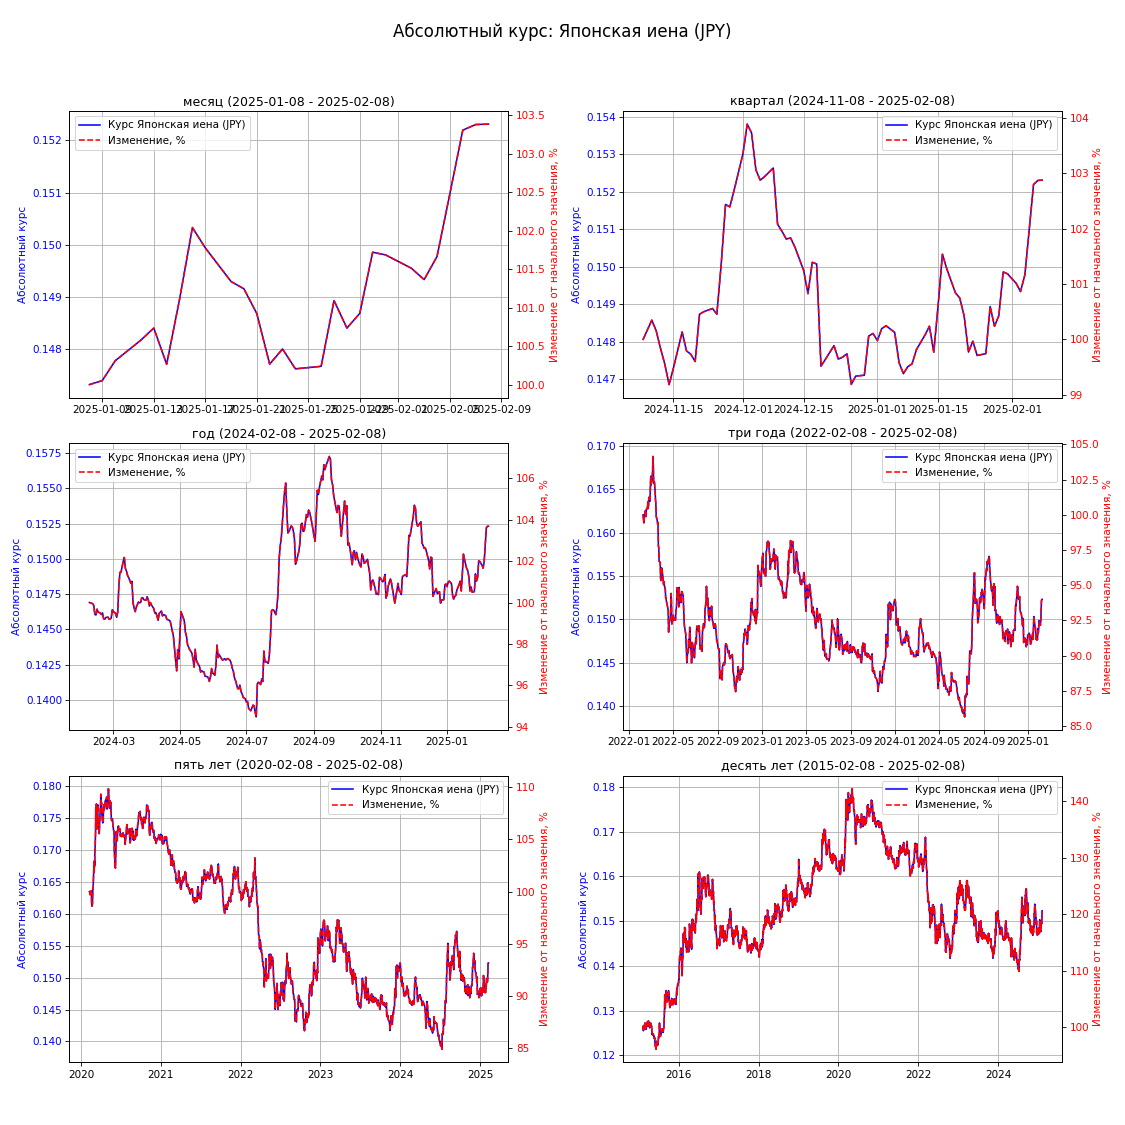 Абсолютный курс: Японская иена (JPY)
месяц (2025-01-08 - 2025-02-08)
Курс Японская иена (JPY)
Изменение, %
Абсолютный курс
0.152
0.151
0.150
0.149
0.148
103.5
103.0
102.5
102.0
101.5
101.0
100.5
100.0
Изменение от начального значения, %
2025-01-09 2025-01-13 2025-01-17 2025-01-21 2025-01-25 2025-01-29 2025-02-01 2025-02-05 2025-02-09
квартал (2024-11-08 - 2025-02-08)
Курс Японская иена (JPY)
Изменение, %
Абсолютный курс
0.154
0.153
0.152
0.151
0.150
0.149
0.148
0.147
104
103
102
101
100
99
Изменение от начального значения, %
2024-11-15 2024-12-01 2024-12-15 2025-01-01 2025-01-15 2025-02-01
год (2024-02-08 - 2025-02-08)
Курс Японская иена (JPY)
Изменение, %
Абсолютный курс
0.1575
0.1550
0.1525
0.1500
0.1475
0.1450
0.1425
0.1400
106
104
102
100
98
96
94
Изменение от начального значения, %
2024-03 2024-05 2024-07 2024-09 2024-11 2025-01
три года (2022-02-08 - 2025-02-08)
Курс Японская иена (JPY)
Изменение, %
Абсолютный курс
0.170
0.165
0.160
0.155
0.150
0.145
0.140
105.0
102.5
100.0
97.5
95.0
92.5
90.0
87.5
85.0
Изменение от начального значения, %
2022-01 2022-05 2022-09 2023-01 2023-05 2023-09 2024-01 2024-05 2024-09 2025-01
пять лет (2020-02-08 - 2025-02-08)
Курс Японская иена (JPY)
Изменение, %
Абсолютный курс
0.180
0.175
0.170
0.165
0.160
0.155
0.150
0.145
0.140
110
105
100
95
90
85
Изменение от начального значения, %
2020 2021 2022 2023 2024 2025
десять лет (2015-02-08 - 2025-02-08)
Курс Японская иена (JPY)
Изменение, %
Абсолютный курс
0.18
0.17
0.16
0.15
0.14
0.13
0.12
140
130
120
110
100
Изменение от начального значения, %
2016 2018 2020 2022 2024